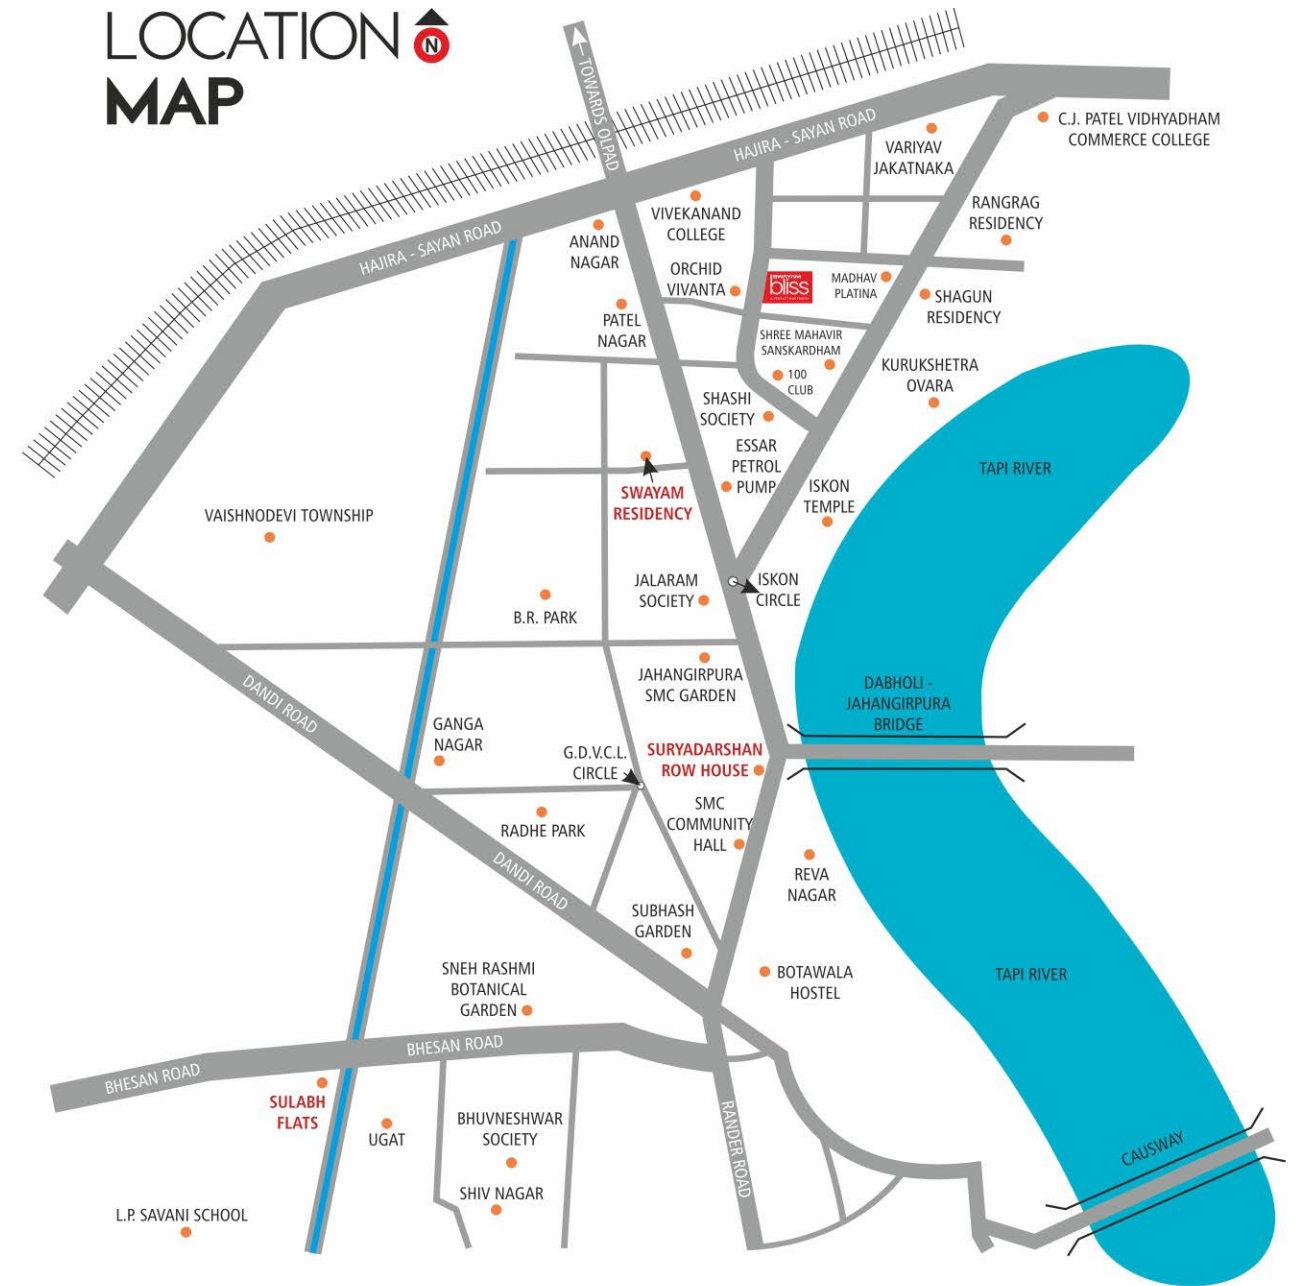 LOCATION
MAP
N
TOWARDS OLPAD
HAJIRA - SAYAN ROAD
C.J. PATEL VIDHYADHAM
COMMERCE COLLEGE
VARIYAV
JAKATNAKA
RANGRAG
RESIDENCY
VIVEKANAND
COLLEGE
HAJIRA - SAYAN ROAD
ANAND
NAGAR
ORCHID
VIVANTA
SWAYAM
bliss
MADHAV
PLATINA
SHAGUN
RESIDENCY
PATEL
NAGAR
SHREE MAHAVIR
SANSKARDHAM
100
CLUB
KURUKSHETRA
OVARA
SHASHI
SOCIETY
ESSAR
PETROL
PUMP
TAPI RIVER
SWAYAM
RESIDENCY
ISKON
TEMPLE
VAISHNODEVI TOWNSHIP
JALARAM
SOCIETY
ISKON
CIRCLE
B.R. PARK
JAHANGIRPURA
SMC GARDEN
DABHOLI -
JAHANGIRPURA
BRIDGE
DANDI ROAD
GANGA
NAGAR
G.D.V.C.L.
CIRCLE
SURYADARSHAN
ROW HOUSE
SMC
COMMUNITY
HALL
RADHE PARK
DANDI ROAD
REVA
NAGAR
SUBHASH
GARDEN
SNEH RASHMI
BOTANICAL
GARDEN
BOTAWALA
HOSTEL
TAPI RIVER
BHESAN ROAD
BHESAN ROAD
SULABH
FLATS
UGAT
BHUVNESHWAR
SOCIETY
RANDER ROAD
CAUSWAY
SHIV NAGAR
L.P. SAVANI SCHOOL